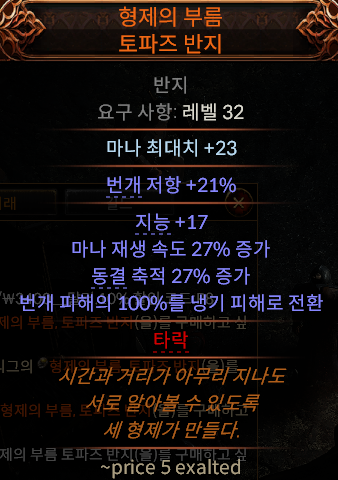 형제의 부름
토파즈 반지
반지
요구 사항: 레벨 32
마나 최대치 +23
번개 저항 +21%
지능 +17
마나 재생 속도 27% 증가
동결 축적 27% 증가
번개 피해의 100%를 냉기 피해로 전환
타락
시간과 거리가 아무리 지나도
서로 알아볼 수 있도록
세 형제가 만들다.
~price 5 exalted